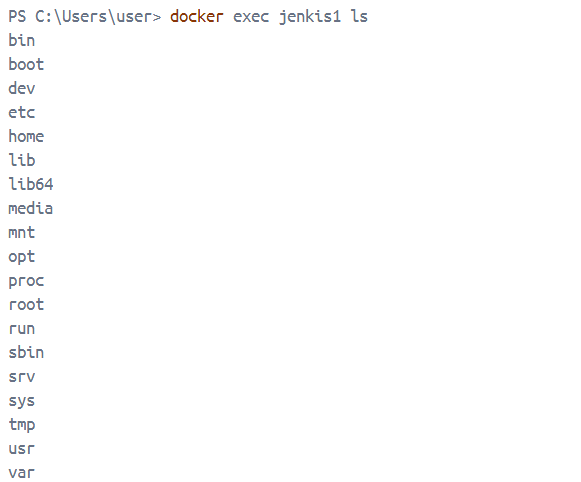 PS C:\Users\user> docker exec jenkis1 ls
bin
boot
dev
etc
home
lib
lib64
media
mnt
opt
proc
root
run
sbin
srv
sys
tmp
usr
var